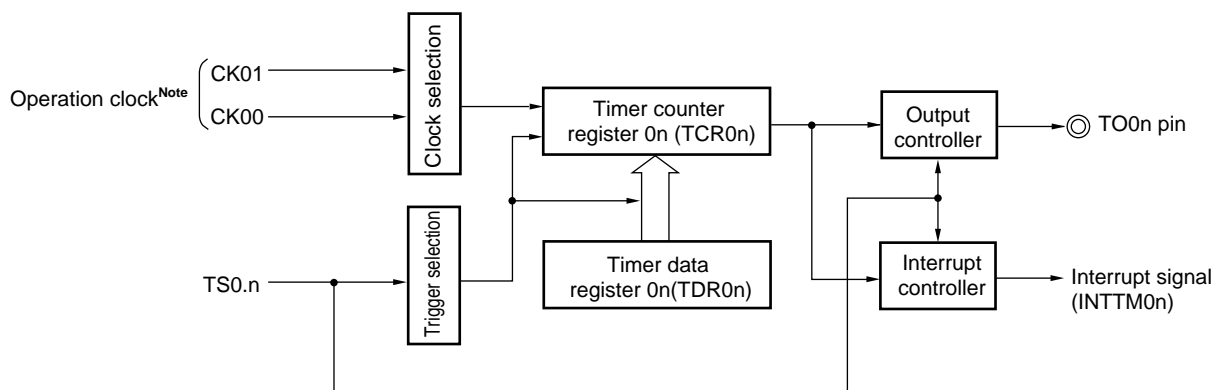 Operation clockNote
CK01
CK00
Clock selection
Timer counter
register 0n (TCR0n)
Output
controller
TO0n pin
TS0.n
Trigger selection
Timer data
register 0n(TDR0n)
Interrupt
controller
Interrupt signal
(INTTM0n)